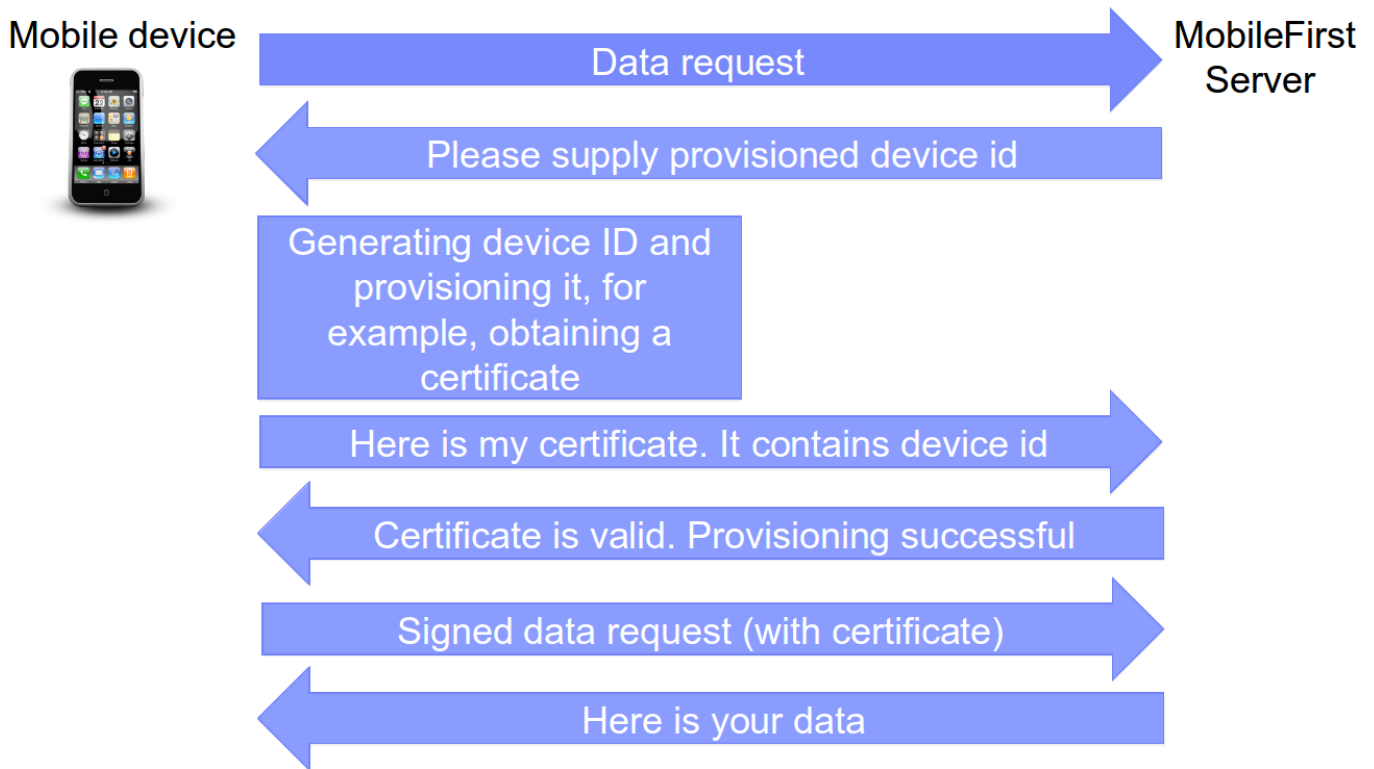 Mobile device
MobileFirst
Server
Data request
Please supply provisioned device id
Generating device ID and
provisioning it, for
example, obtaining a
certificate
Here is my certificate. It contains device id
Certificate is valid. Provisioning successful
Signed data request (with certificate)
Here is your data